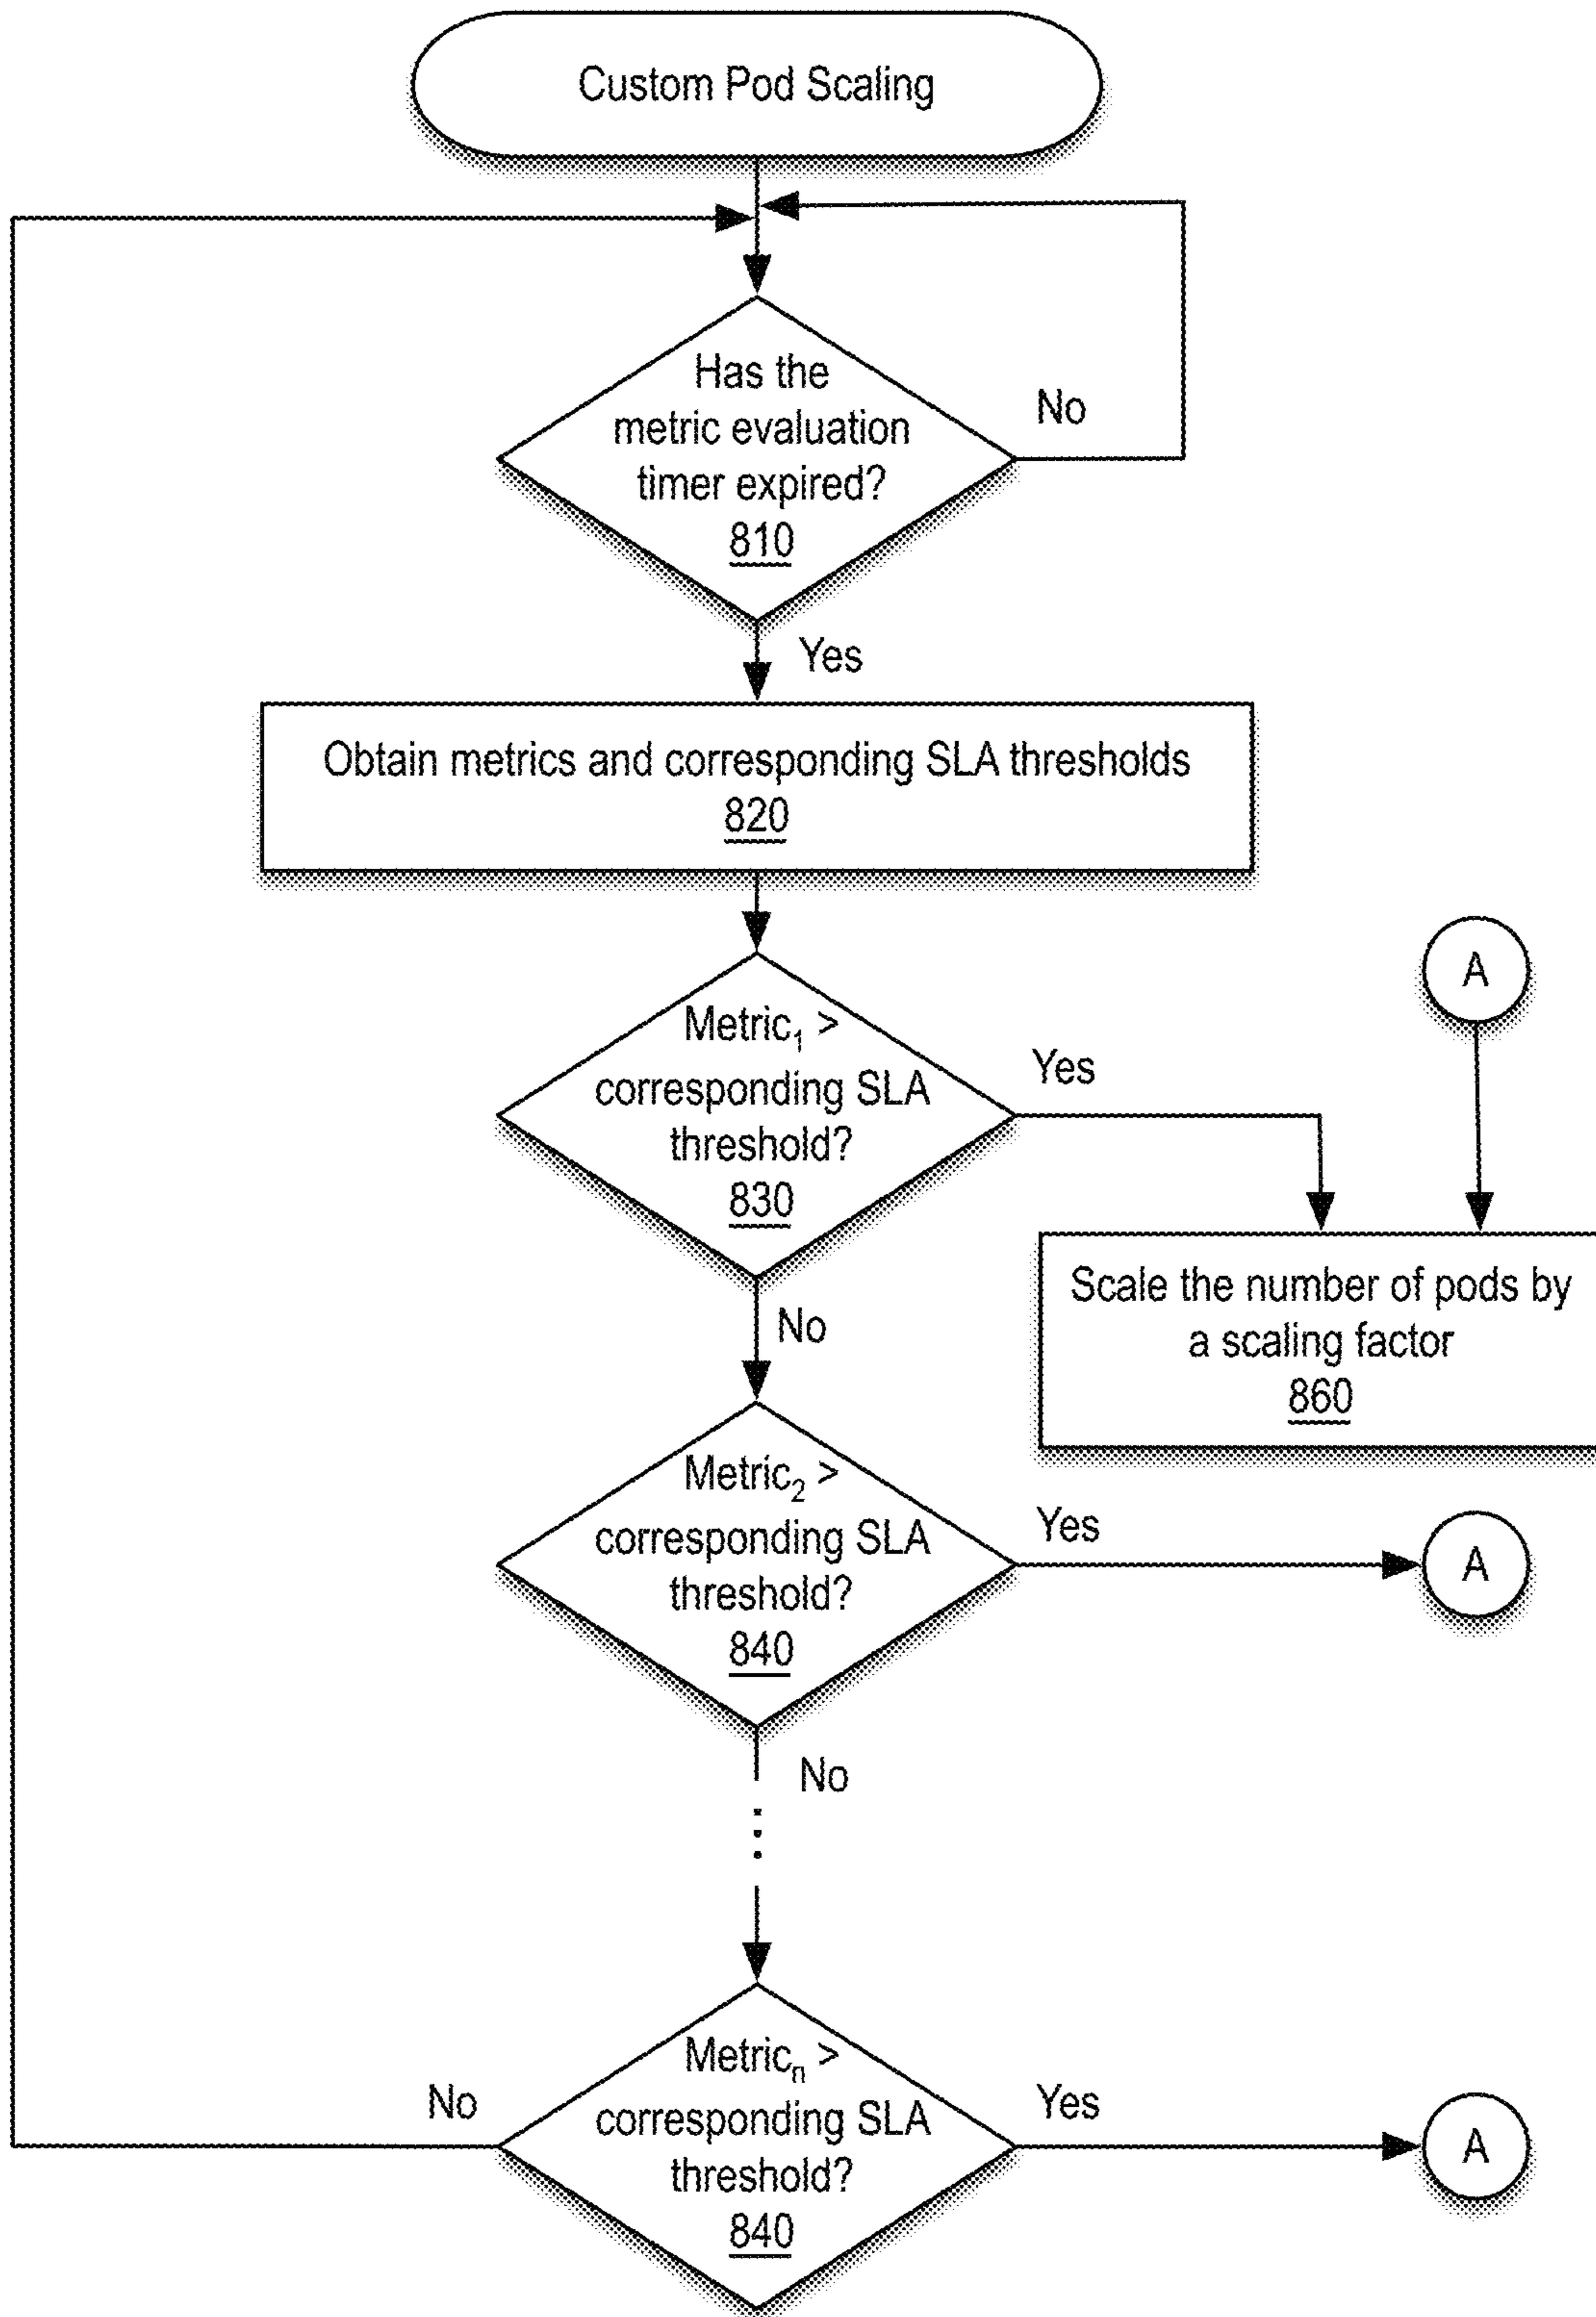 Custom Pod Scaling
Has the
metric evaluation
timer expired?
810
No
Yes
Obtain metrics and corresponding SLA thresholds
820
A
Metric₁ >
corresponding SLA
threshold?
830
Yes
No
Scale the number of pods by
a scaling factor
860
Metric₂ >
corresponding SLA
threshold?
840
Yes
A
No
⋮
Metricₙ >
corresponding SLA
threshold?
840
No
Yes
A